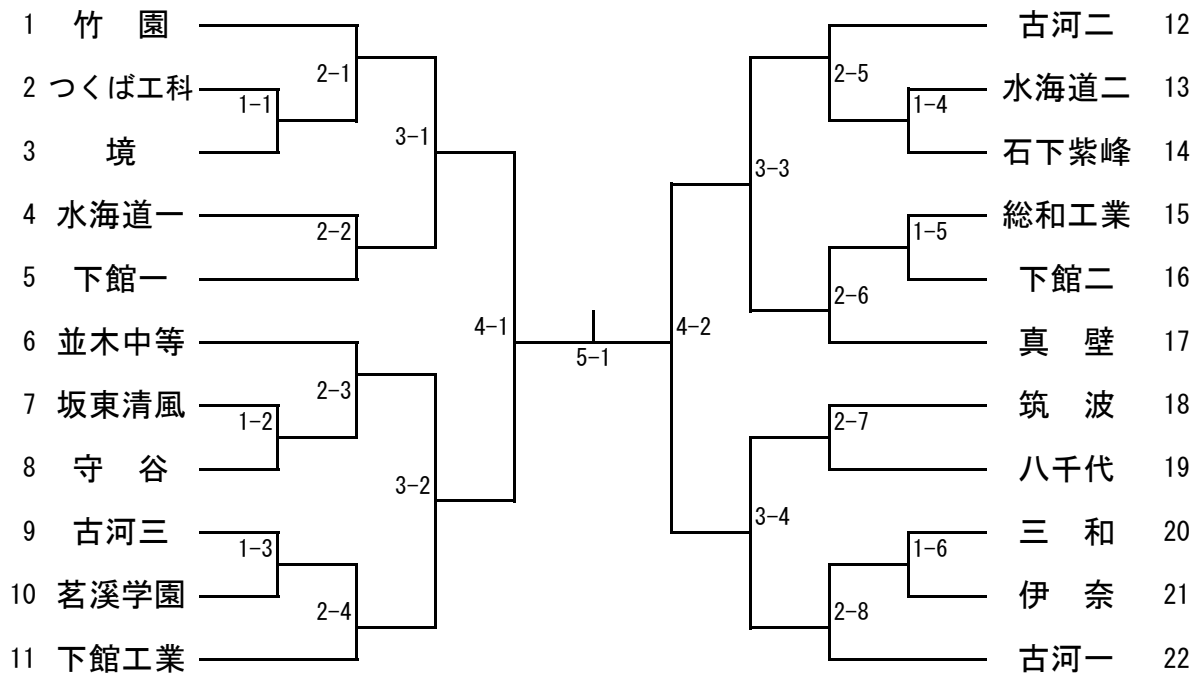 1 竹　園
2 つくば工科
3 境
4 水海道一
5 下館一
6 並木中等
7 坂東清風
8 守　谷
9 古河三
10 茗溪学園
11 下館工業
1-1
1-2
1-3
2-1
2-2
2-3
2-4
3-1
3-2
4-1
5-1
4-2
3-3
3-4
2-5
2-6
2-7
2-8
1-4
1-5
1-6
古河二 12
水海道二 13
石下紫峰 14
総和工業 15
下館二 16
真　壁 17
筑　波 18
八千代 19
三　和 20
伊　奈 21
古河一 22